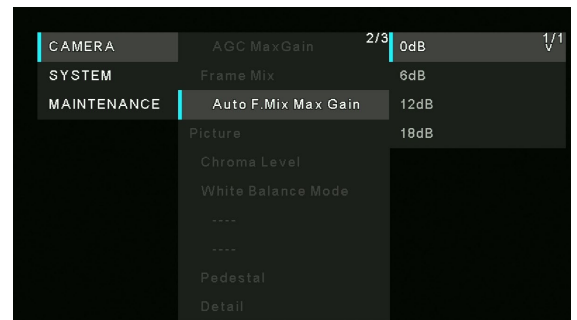 CAMERA
SYSTEM
MAINTENANCE
2/3
AGC MaxGain
Frame Mix
Auto F.Mix Max Gain
Picture
Chroma Level
White Balance Mode
----
----
Pedestal
Detail
1/1
0dB
6dB
12dB
18dB